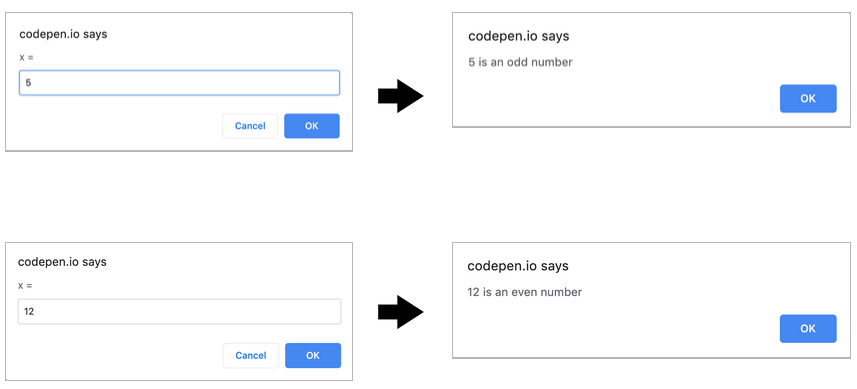 codepen.io says
x =
5
Cancel
OK
codepen.io says
5 is an odd number
OK
codepen.io says
x =
12
Cancel
OK
codepen.io says
12 is an even number
OK